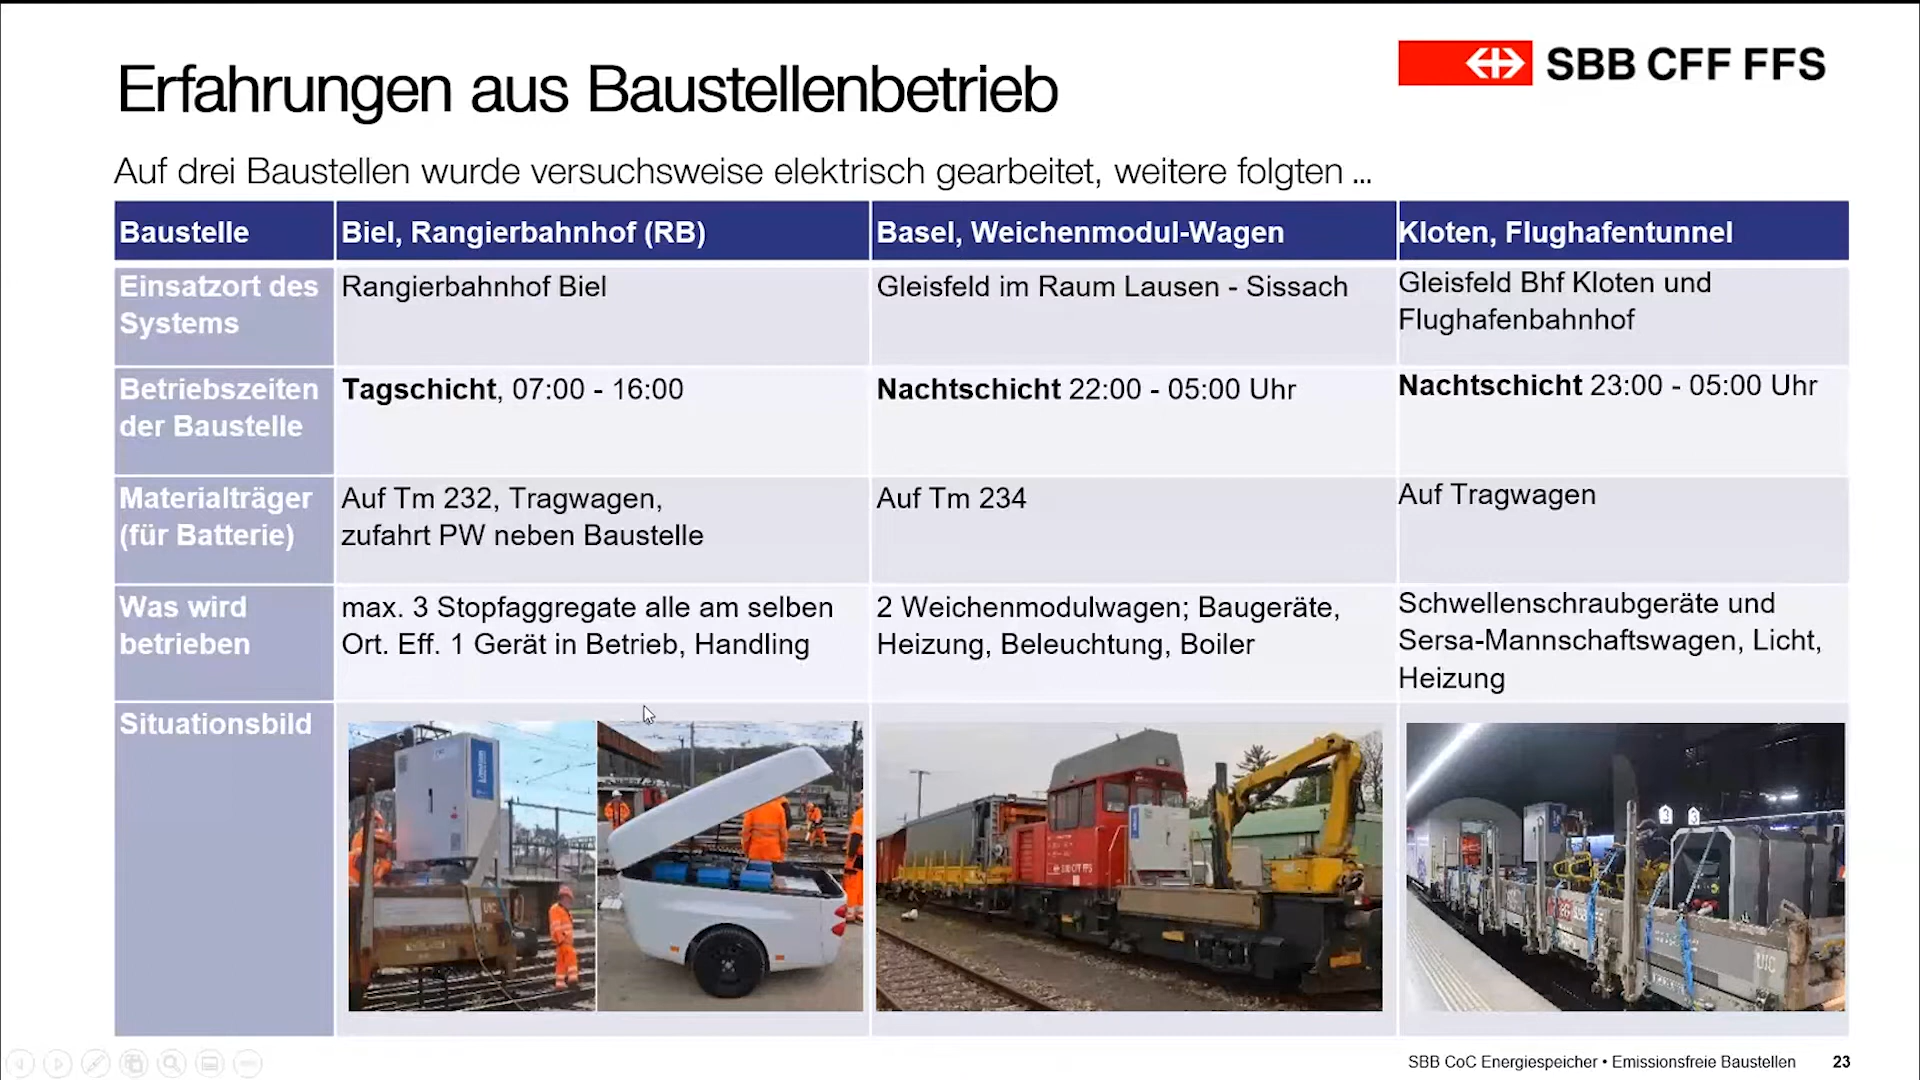 Erfahrungen aus Baustellenbetrieb
SBB CFF FFS
Auf drei Baustellen wurde versuchsweise elektrisch gearbeitet, weitere folgten ...
Baustelle
Biel, Rangierbahnhof (RB)
Basel, Weichenmodul-Wagen
Kloten, Flughafentunnel
Einsatzort des
Systems
Rangierbahnhof Biel
Gleisfeld im Raum Lausen - Sissach
Gleisfeld Bhf Kloten und
Flughafenbahnhof
Betriebszeiten
der Baustelle
Tagschicht, 07:00 - 16:00
Nachtschicht 22:00 - 05:00 Uhr
Nachtschicht 23:00 - 05:00 Uhr
Materialträger
(für Batterie)
Auf Tm 232, Tragwagen,
zufahrt PW neben Baustelle
Auf Tm 234
Auf Tragwagen
Was wird
betrieben
max. 3 Stopfaggregate alle am selben
Ort. Eff. 1 Gerät in Betrieb, Handling
2 Weichenmodulwagen; Baugeräte,
Heizung, Beleuchtung, Boiler
Schwellenschraubgeräte und
Sersa-Mannschaftswagen, Licht,
Heizung
Situationsbild
SBB CFF FFS
UIC
SBB CoC Energiespeicher • Emissionsfreie Baustellen
23